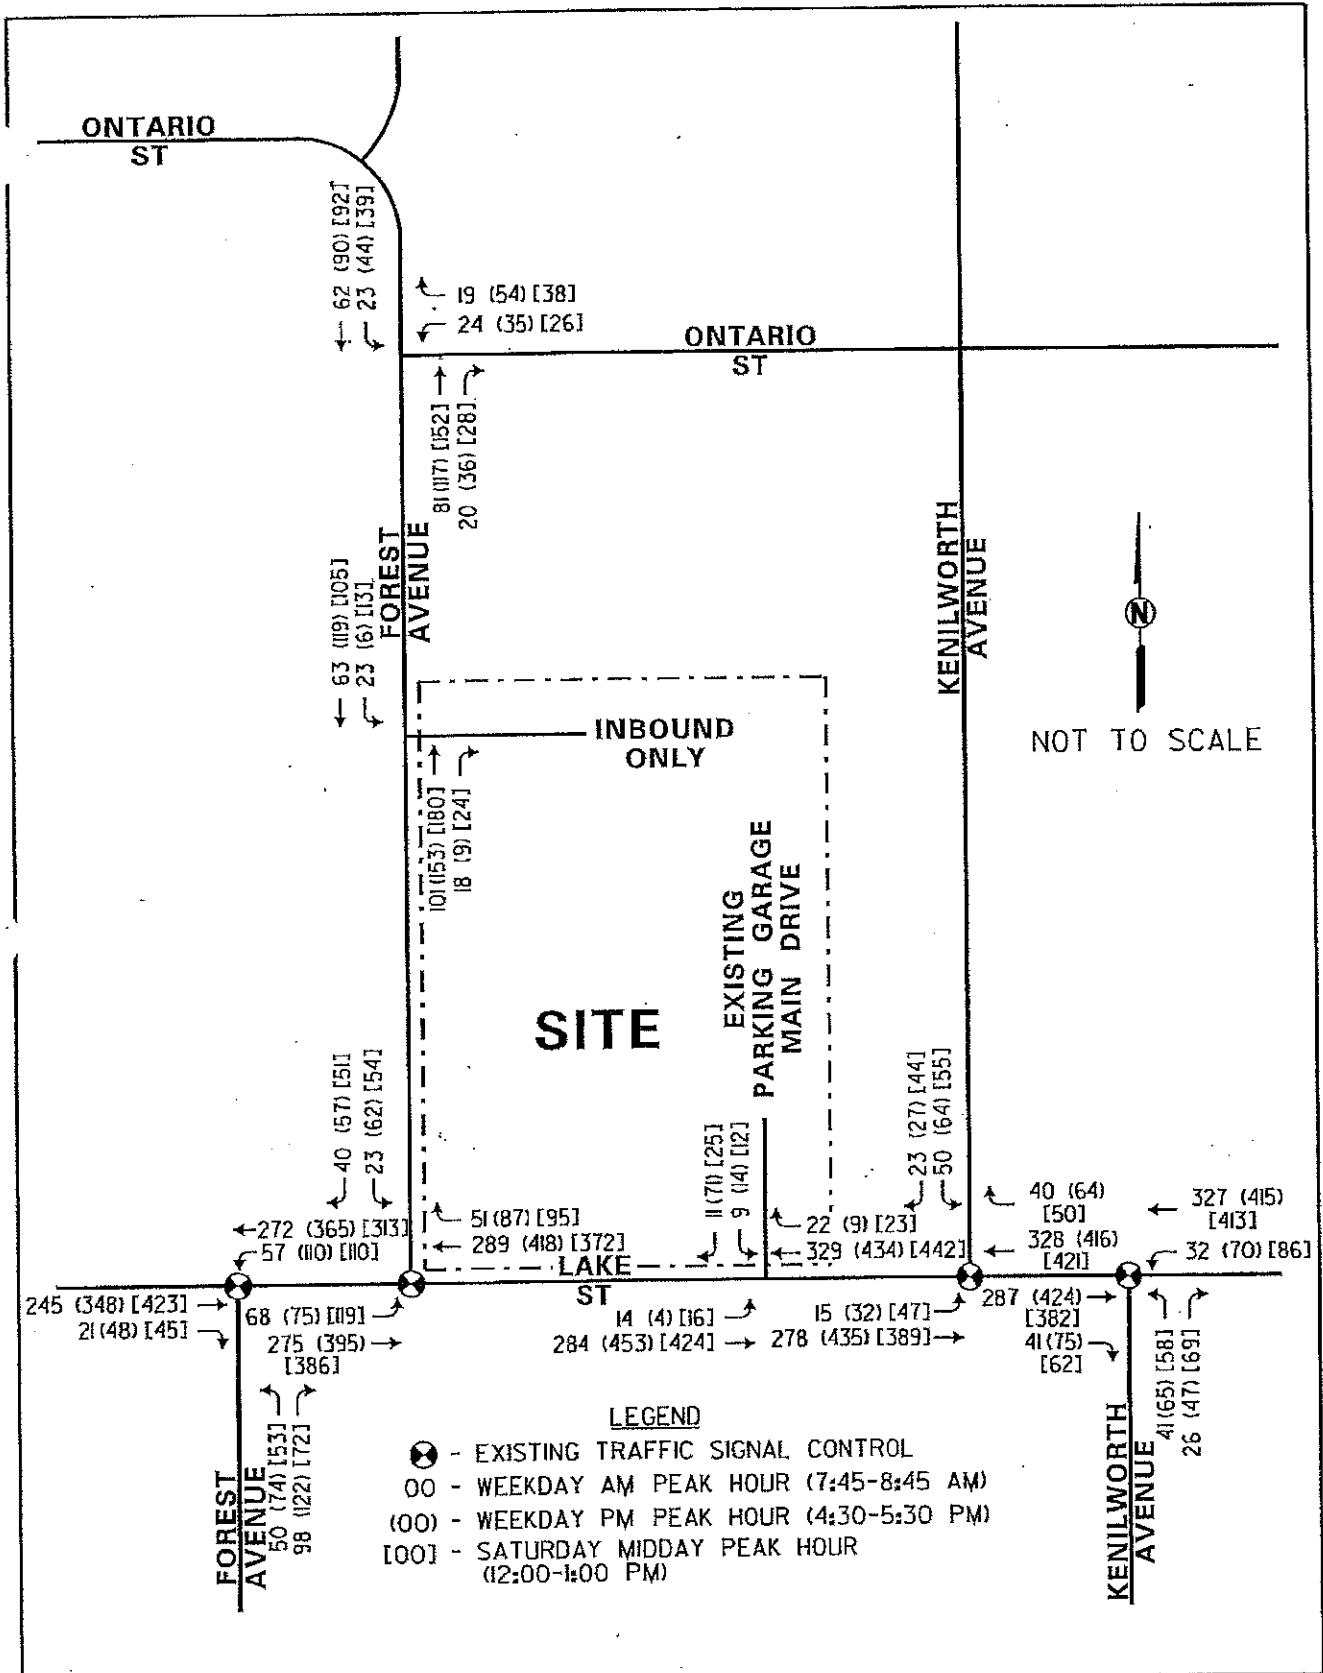 ONTARIO
ST
62 (90) [92]
23 (44) [39]
19 (54) [38]
24 (35) [26]
ONTARIO
ST
81 (117) [152]
20 (36) [28]
FOREST
AVENUE
63 (119) [105]
23 (6) [13]
KENILWORTH
AVENUE
N
NOT TO SCALE
INBOUND
ONLY
101 (153) [180]
18 (9) [24]
EXISTING
PARKING GARAGE
MAIN DRIVE
SITE
40 (57) [51]
23 (62) [54]
11 (71) [25]
9 (14) [12]
23 (27) [44]
50 (64) [55]
272 (365) [313]
57 (110) [110]
51 (87) [95]
289 (418) [372]
22 (9) [23]
329 (434) [442]
40 (64)
[50]
328 (416)
[421]
327 (415)
[413]
32 (70) [86]
LAKE
ST
245 (348) [423]
21 (48) [45]
68 (75) [119]
275 (395)
[386]
14 (4) [16]
284 (453) [424]
15 (32) [47]
278 (435) [389]
287 (424)
[382]
41 (75)
[62]
50 (74) [53]
98 (122) [72]
41 (65) [58]
26 (47) [69]
FOREST
AVENUE
KENILWORTH
AVENUE
LEGEND
- EXISTING TRAFFIC SIGNAL CONTROL
00 - WEEKDAY AM PEAK HOUR (7:45-8:45 AM)
(00) - WEEKDAY PM PEAK HOUR (4:30-5:30 PM)
[00] - SATURDAY MIDDAY PEAK HOUR
(12:00-1:00 PM)